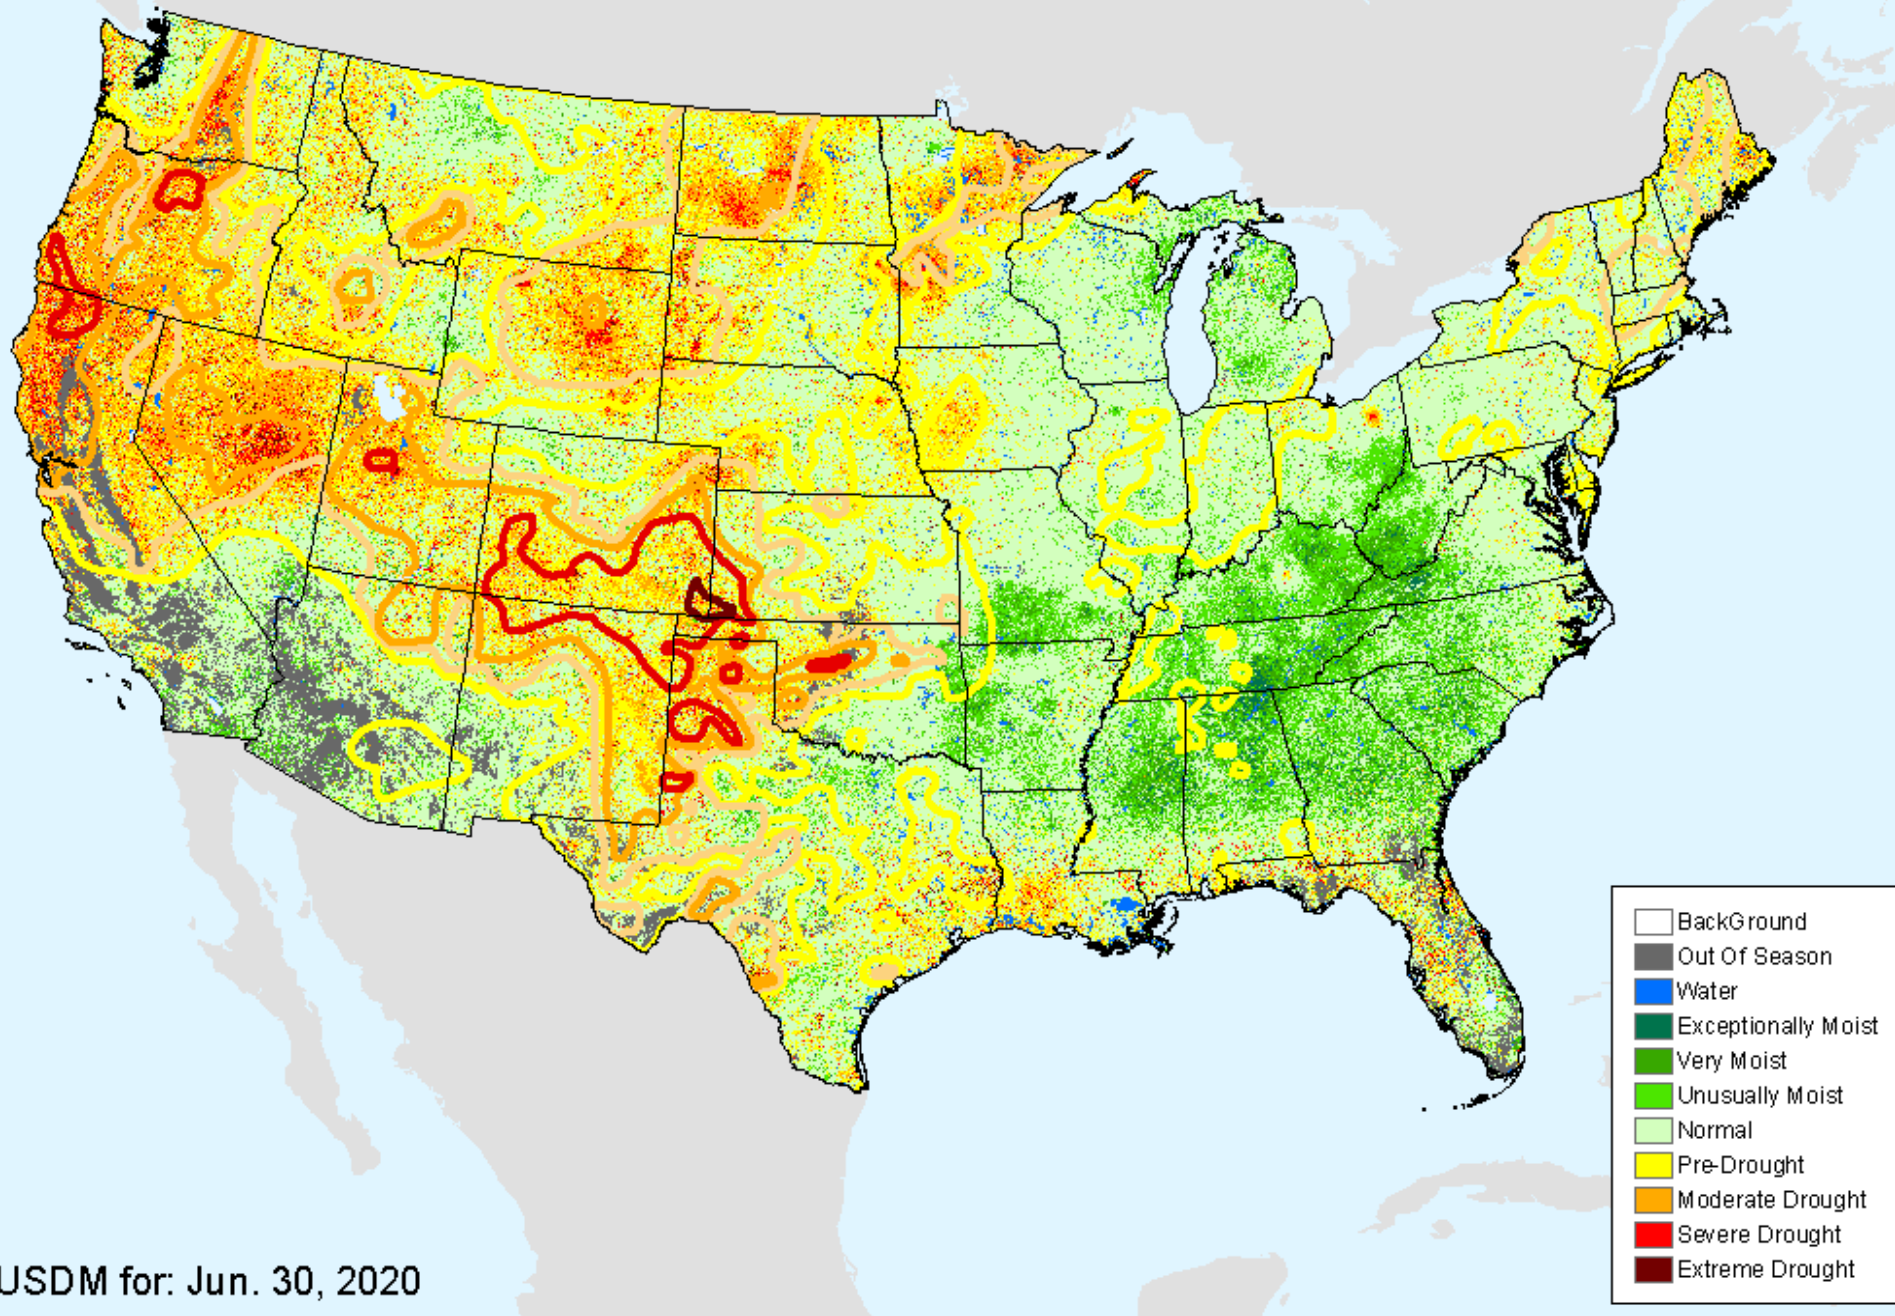 BackGround
Out Of Season
Water
Exceptionally Moist
Very Moist
Unusually Moist
Normal
Pre-Drought
Moderate Drought
Severe Drought
Extreme Drought
USDM for: Jun. 30, 2020